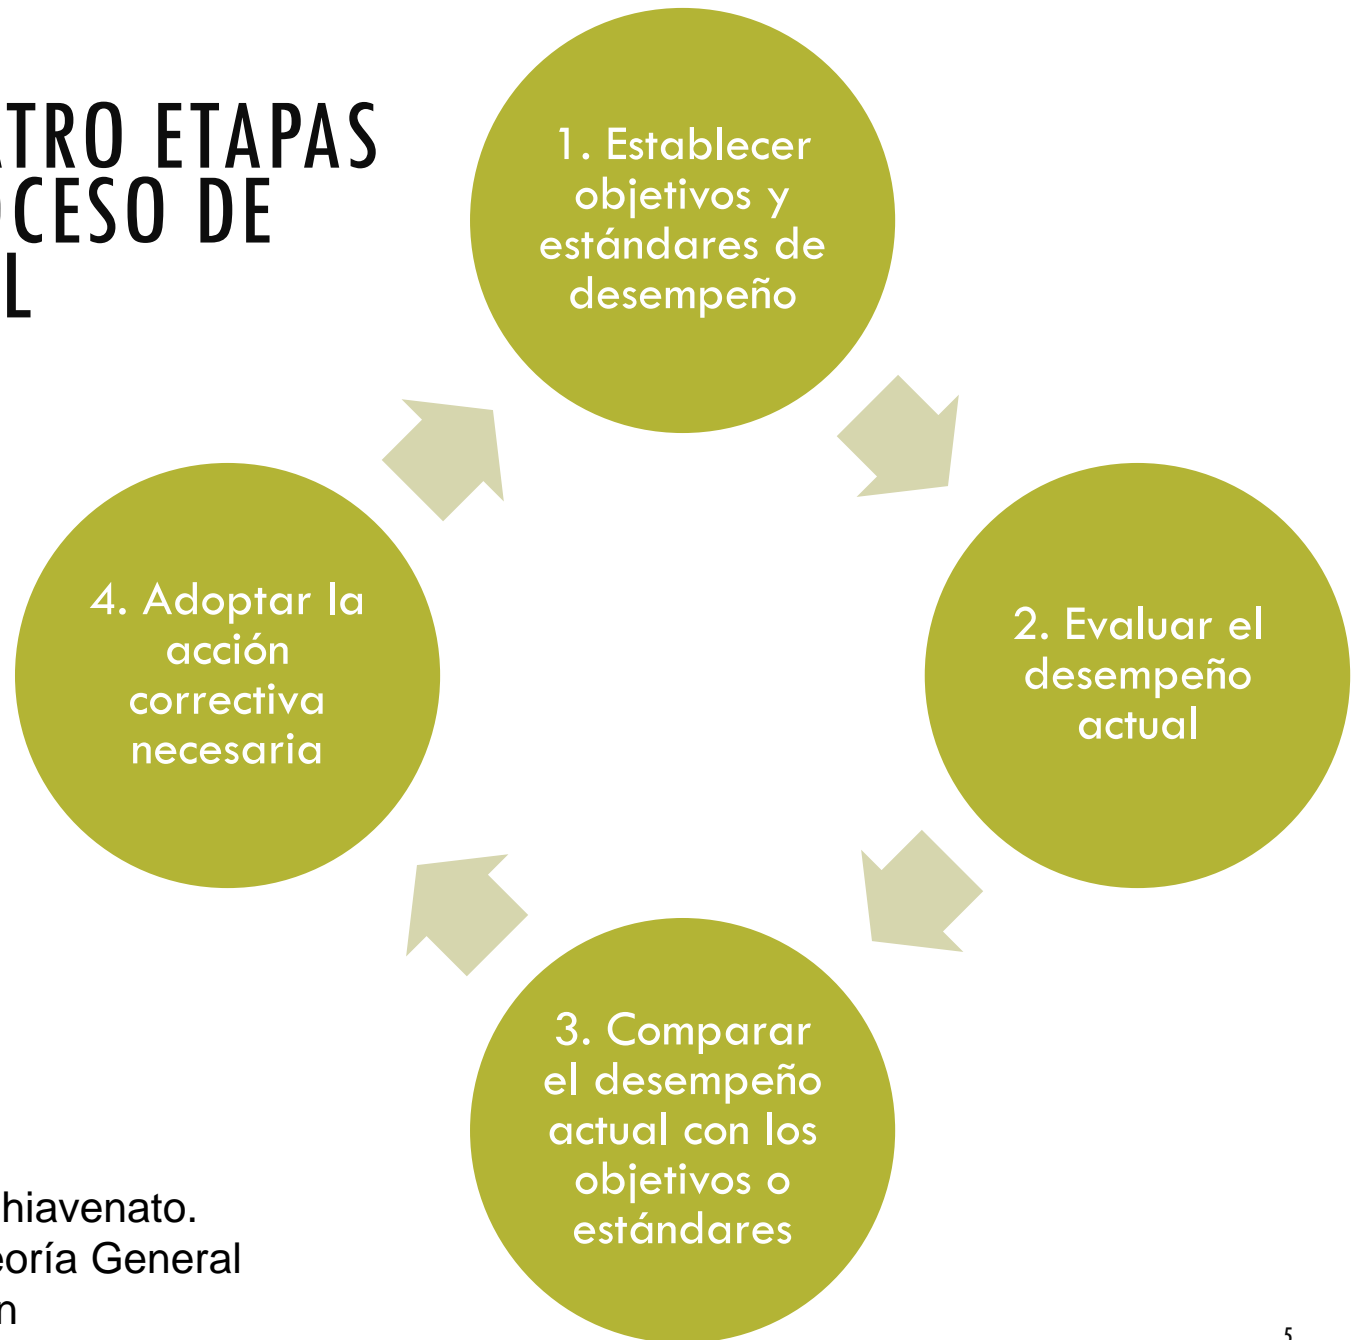 TRO ETAPAS
CESO DE
L
1. Establecer
objetivos y
estándares de
desempeño
2. Evaluar el
desempeño
actual
3. Comparar
el desempeño
actual con los
objetivos o
estándares
4. Adoptar la
acción
correctiva
necesaria
hiavenato.
eoría General
n
5